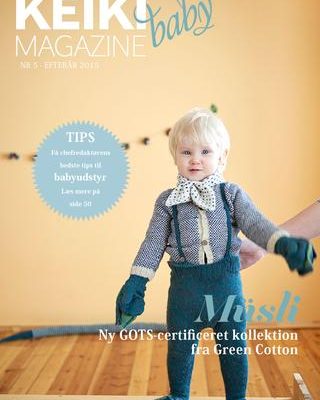 KEIKI
baby
MAGAZINE
NR 5 - EFTERÅR 2015
TIPS
Få chefredaktørens
bedste tips til
babyudstyr
Læs mere på
side 50
Müsli
Ny GOTS-certificeret kollektion
fra Green Cotton